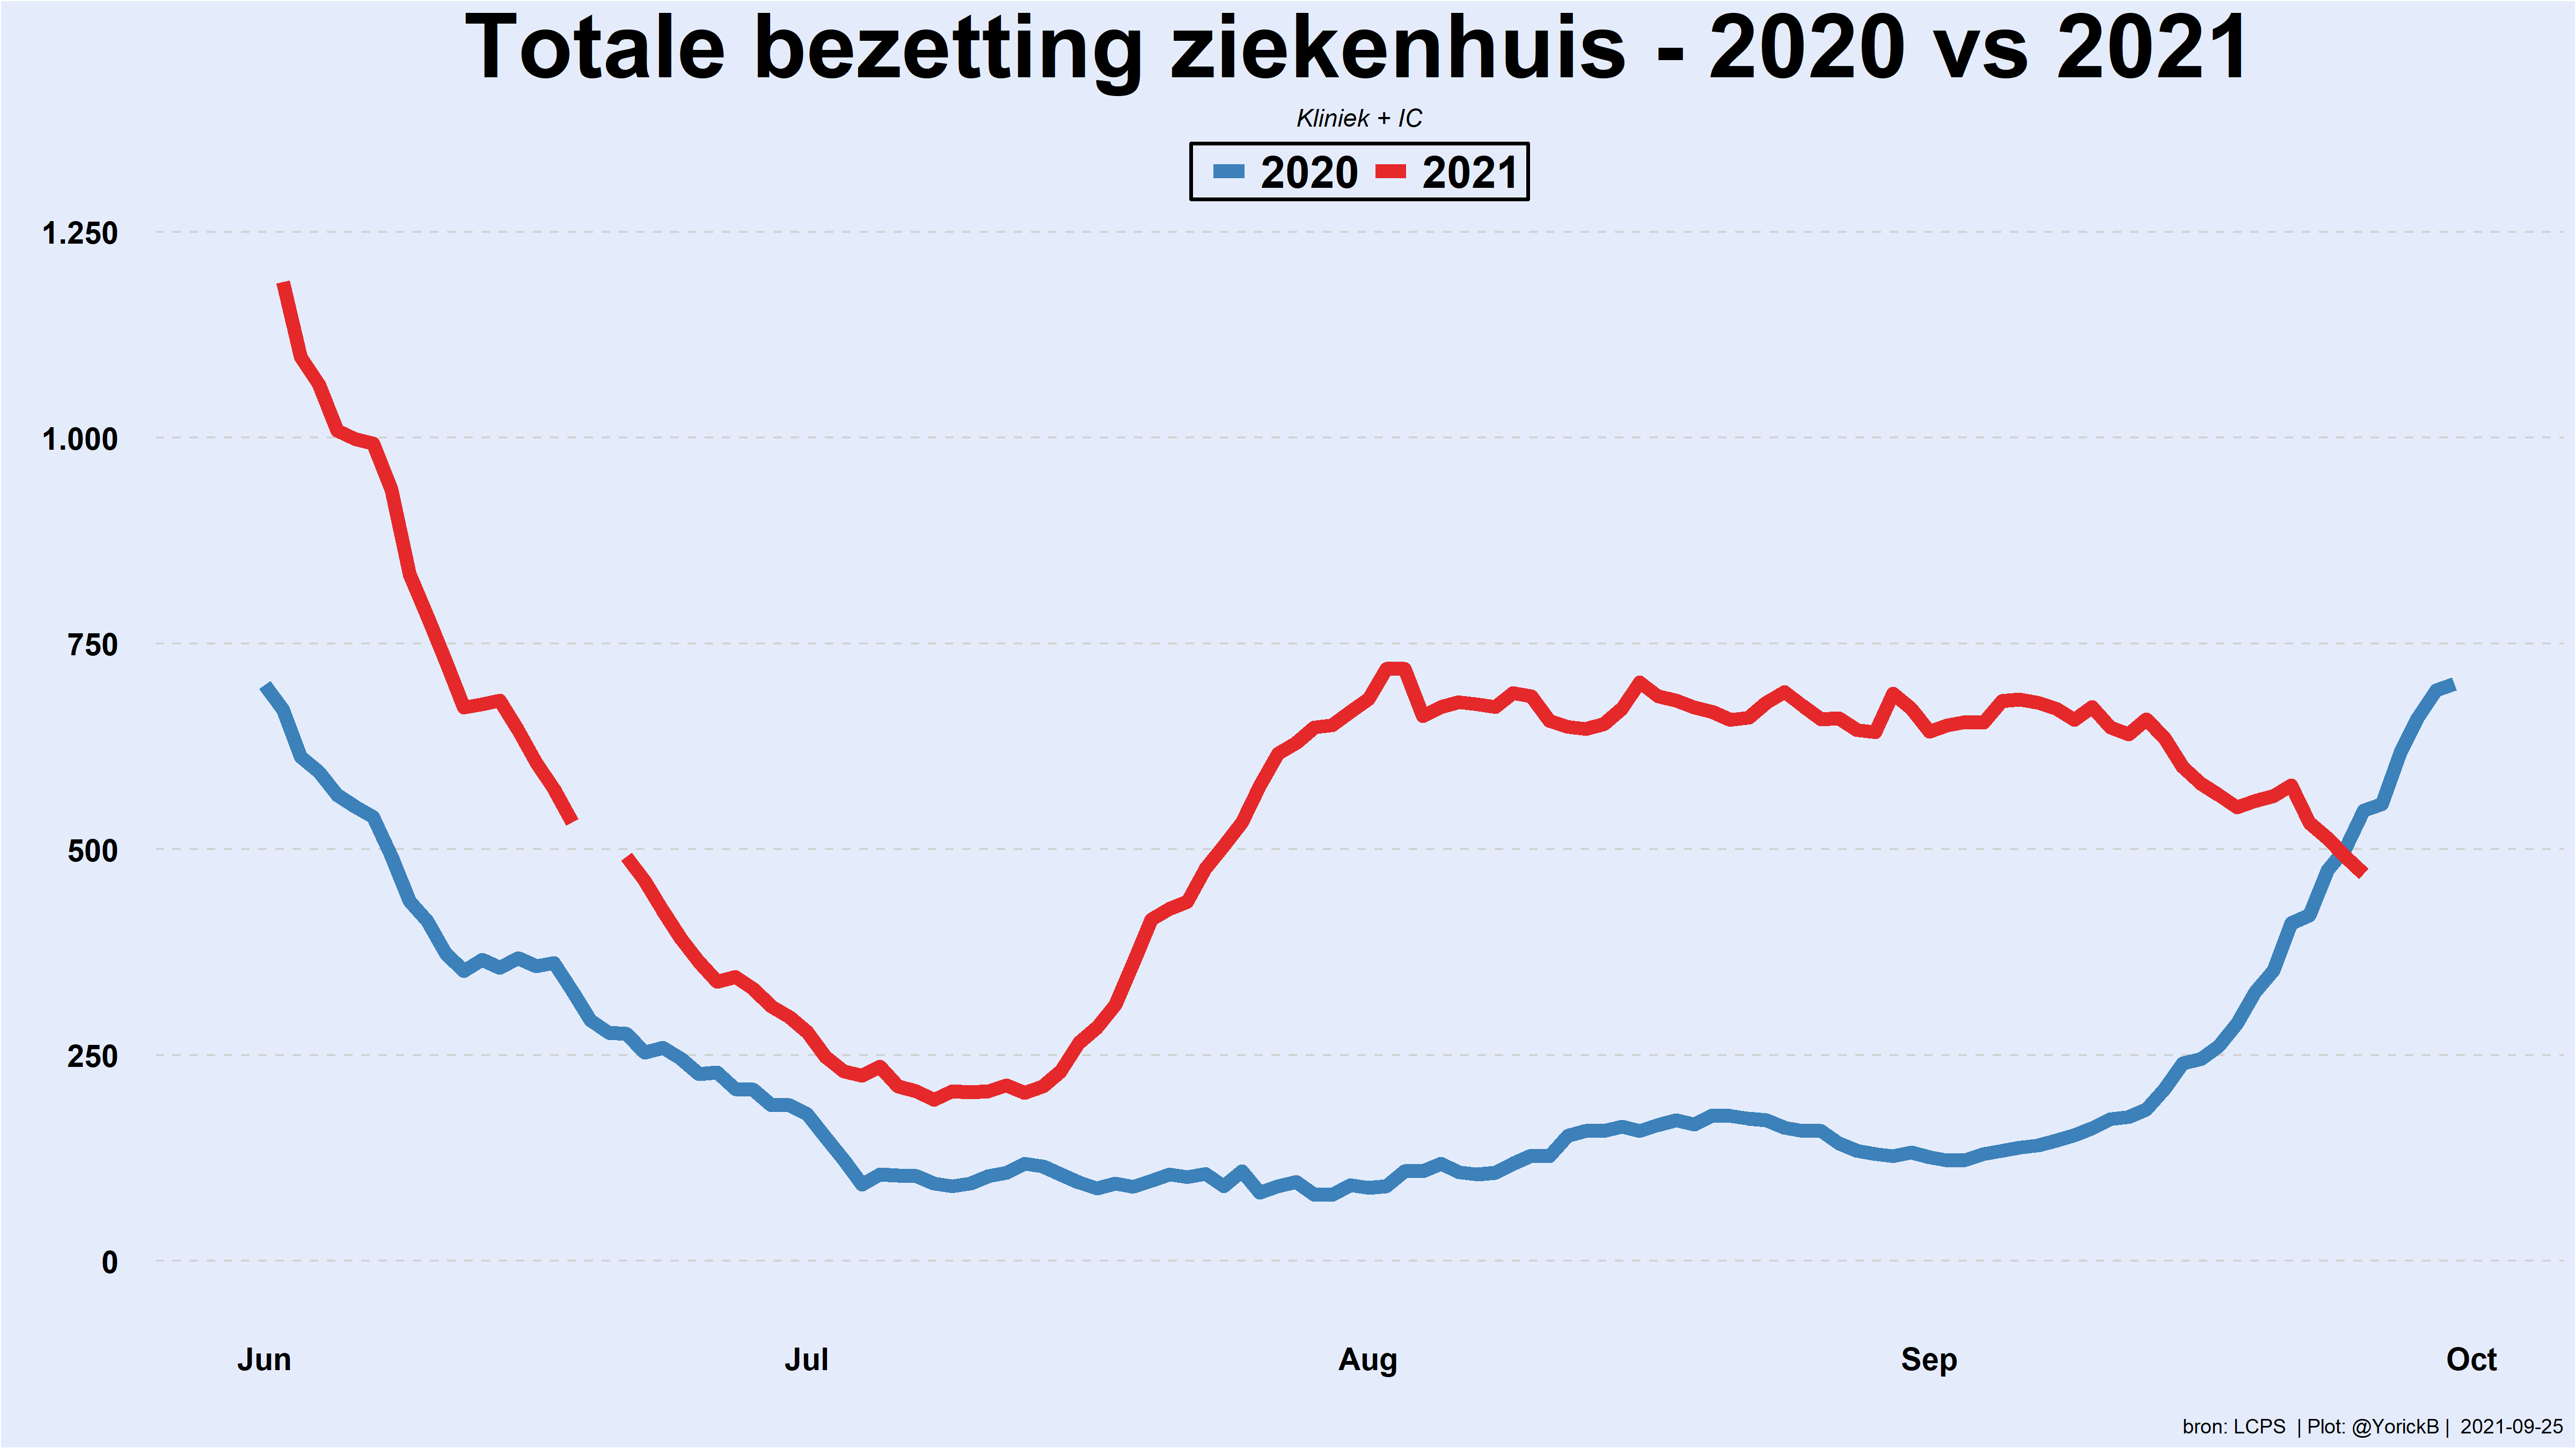 Totale bezetting ziekenhuis - 2020 vs 2021
Kliniek + IC
2020 2021
1.250
1.000
750
500
250
0
Jun Jul Aug Sep Oct
bron: LCPS | Plot: @YorickB | 2021-09-25